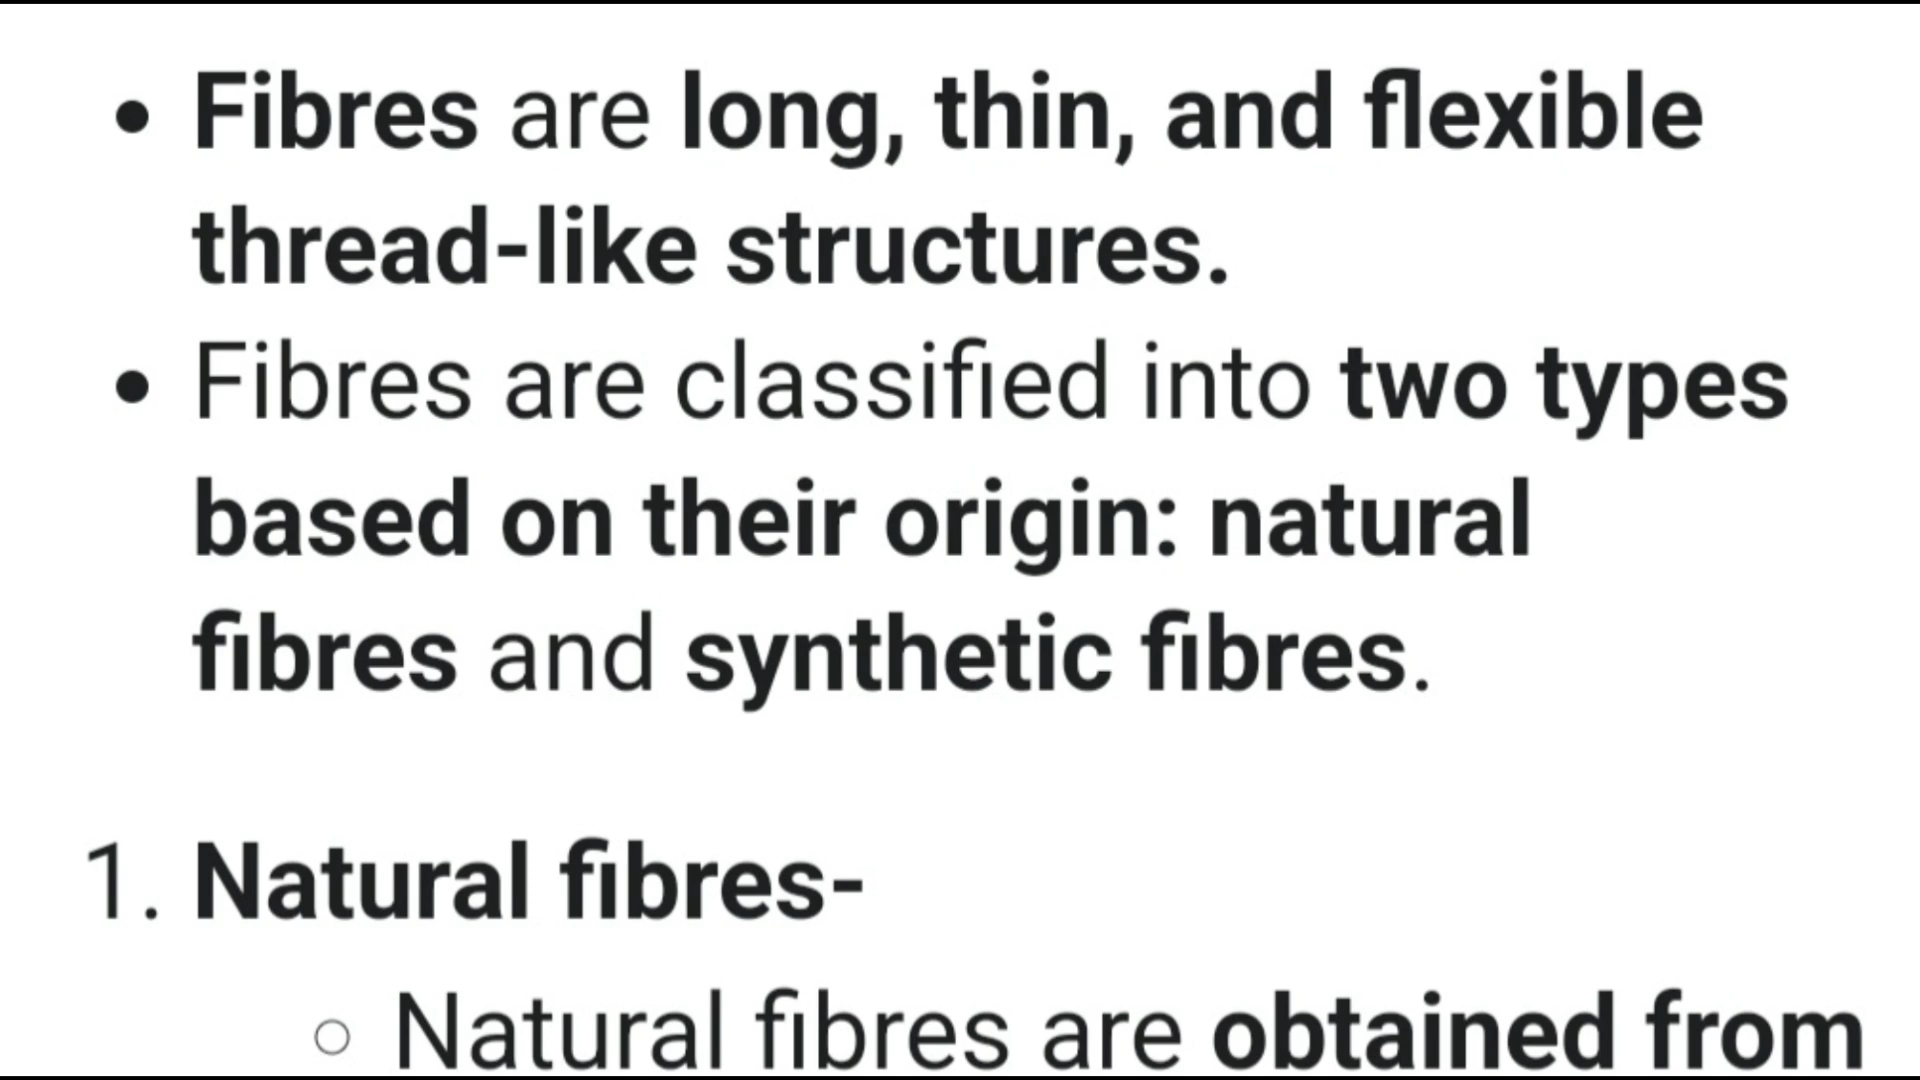 • Fibres are long, thin, and flexible
thread-like structures.
• Fibres are classified into two types
based on their origin: natural
fibres and synthetic fibres.
1. Natural fibres-
○ Natural fibres are obtained from